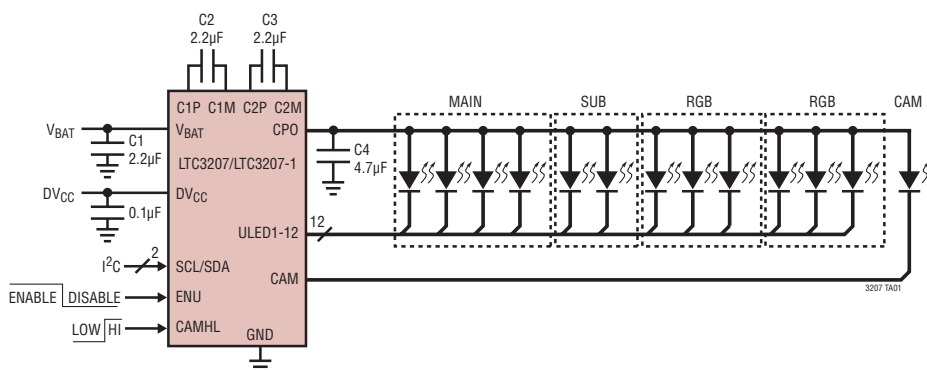 C2
2.2µF
C3
2.2µF
C1P C1M C2P C2M
MAIN
SUB
RGB
RGB
CAM
VBAT
VBAT
CPO
C1
2.2µF
LTC3207/LTC3207-1
C4
4.7µF
DVCC
DVCC
0.1µF
ULED1-12
12
I2C
2
SCL/SDA
CAM
3207 TA01
ENABLE DISABLE
ENU
LOW HI
CAMHL
GND